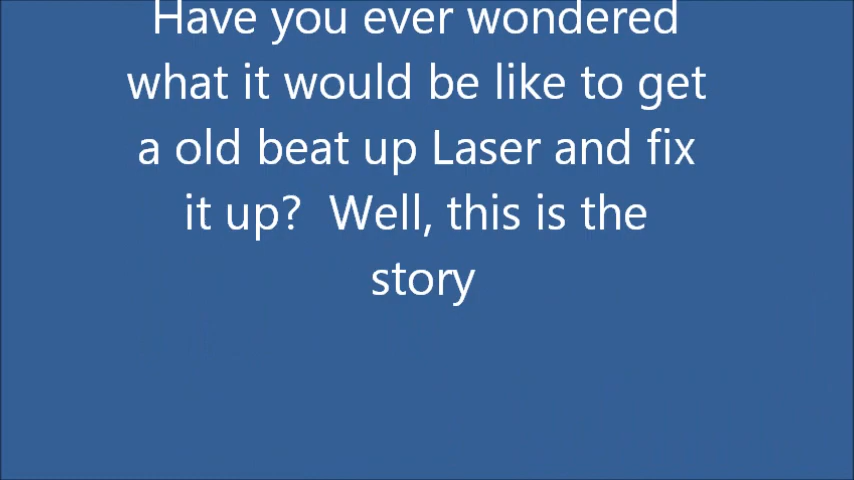 Have you ever wondered
what it would be like to get
a old beat up Laser and fix
it up?  Well, this is the
story